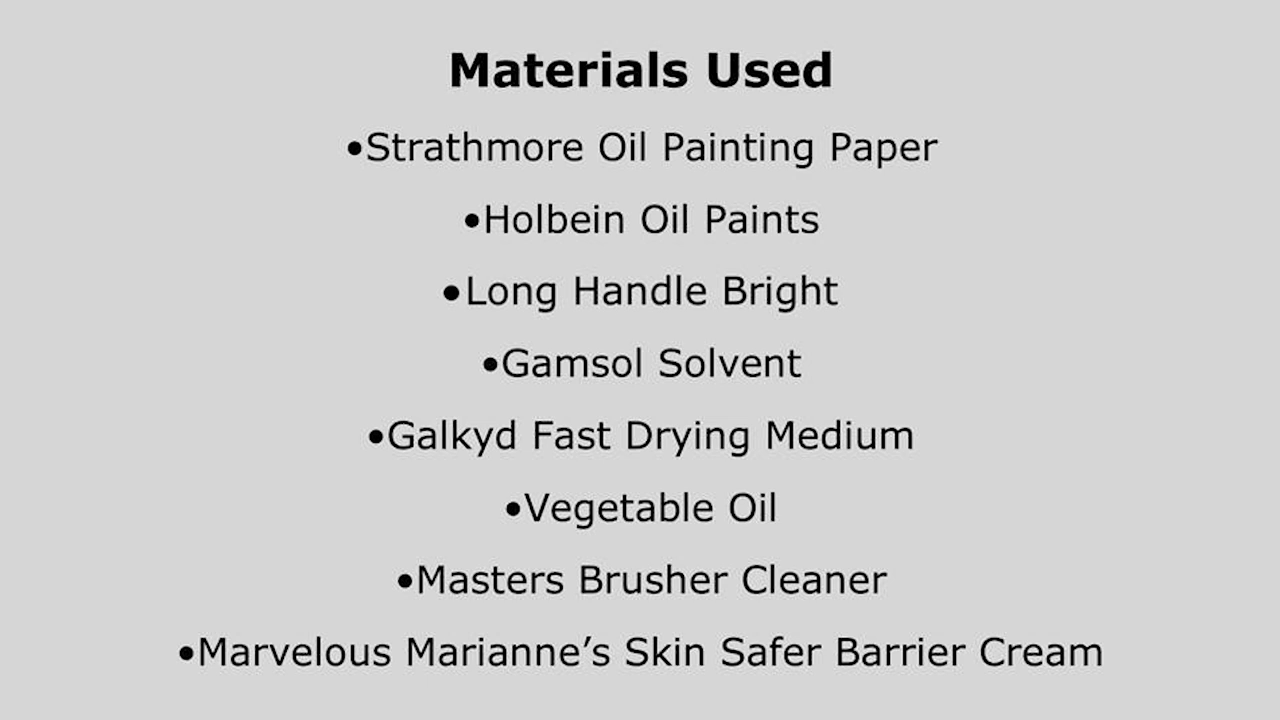 Materials Used
•Strathmore Oil Painting Paper
•Holbein Oil Paints
•Long Handle Bright
•Gamsol Solvent
•Galkyd Fast Drying Medium
•Vegetable Oil
•Masters Brusher Cleaner
•Marvelous Marianne’s Skin Safer Barrier Cream